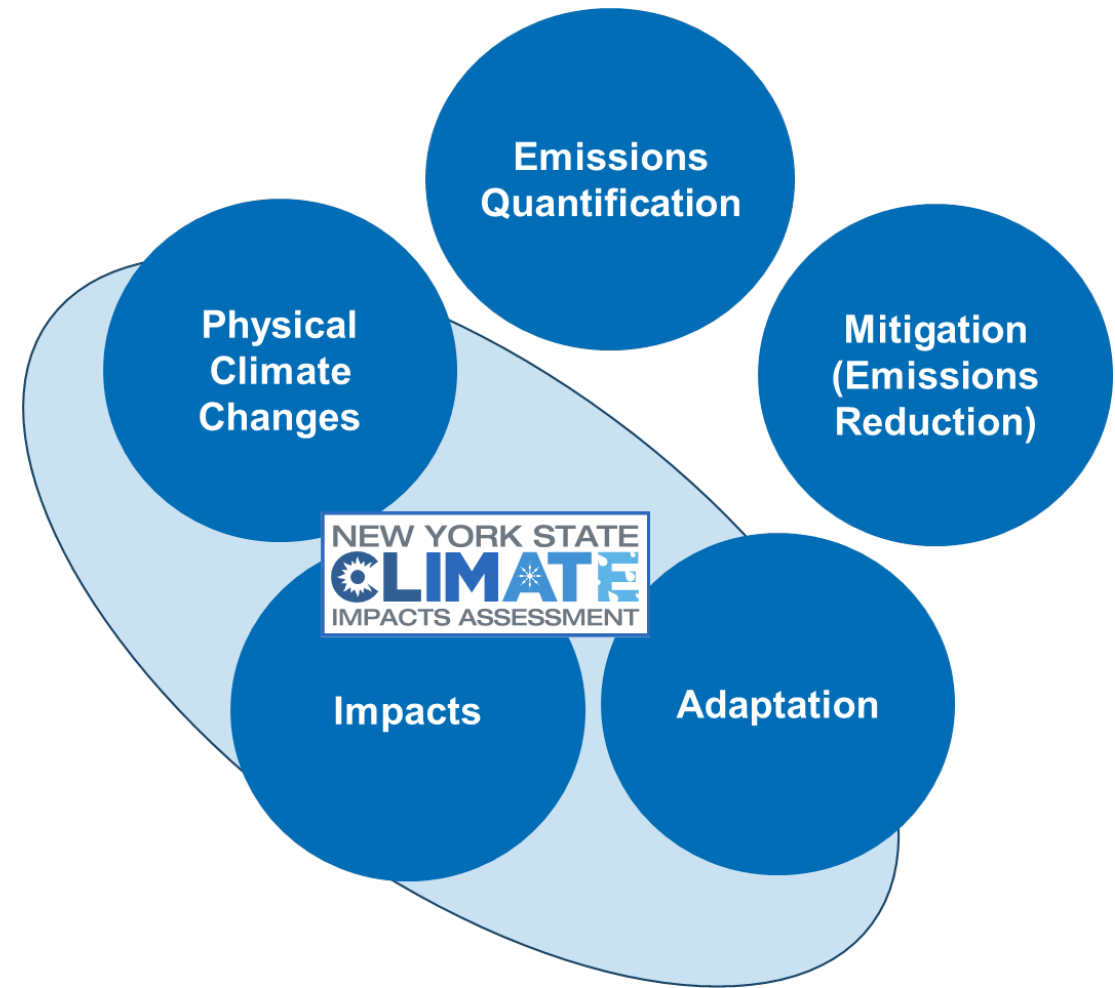 Emissions
Quantification
Physical
Climate
Changes
Mitigation
(Emissions
Reduction)
NEW YORK STATE
CLIMATE
IMPACTS ASSESSMENT
Impacts
Adaptation